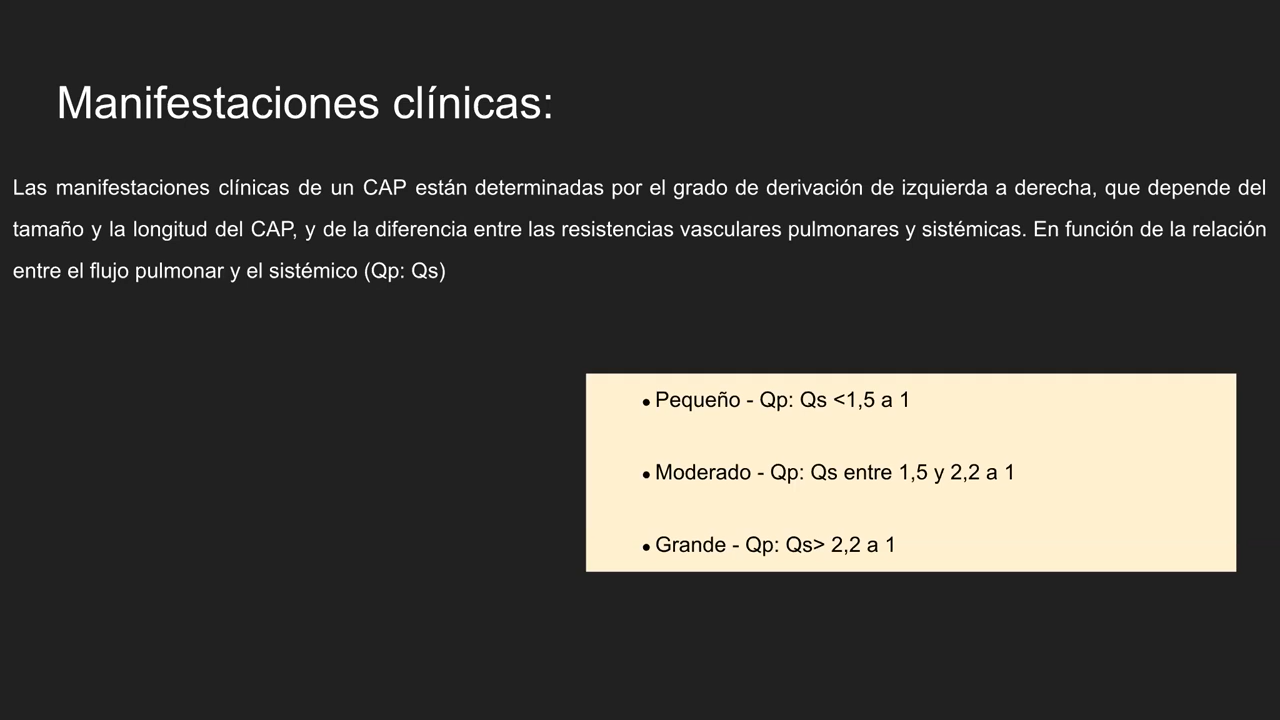 Manifestaciones clínicas:
Las manifestaciones clínicas de un CAP están determinadas por el grado de derivación de izquierda a derecha, que depende del
tamaño y la longitud del CAP, y de la diferencia entre las resistencias vasculares pulmonares y sistémicas. En función de la relación
entre el flujo pulmonar y el sistémico (Qp: Qs)
• Pequeño - Qp: Qs <1,5 a 1
• Moderado - Qp: Qs entre 1,5 y 2,2 a 1
• Grande - Qp: Qs> 2,2 a 1